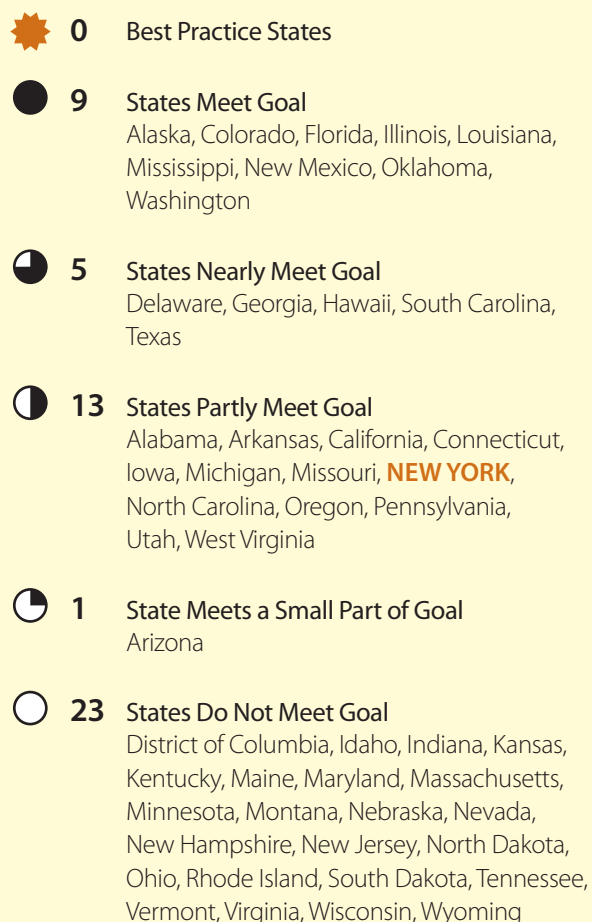 0 Best Practice States
9 States Meet Goal
Alaska, Colorado, Florida, Illinois, Louisiana,
Mississippi, New Mexico, Oklahoma,
Washington
5 States Nearly Meet Goal
Delaware, Georgia, Hawaii, South Carolina,
Texas
13 States Partly Meet Goal
Alabama, Arkansas, California, Connecticut,
Iowa, Michigan, Missouri, NEW YORK,
North Carolina, Oregon, Pennsylvania,
Utah, West Virginia
1 State Meets a Small Part of Goal
Arizona
23 States Do Not Meet Goal
District of Columbia, Idaho, Indiana, Kansas,
Kentucky, Maine, Maryland, Massachusetts,
Minnesota, Montana, Nebraska, Nevada,
New Hampshire, New Jersey, North Dakota,
Ohio, Rhode Island, South Dakota, Tennessee,
Vermont, Virginia, Wisconsin, Wyoming